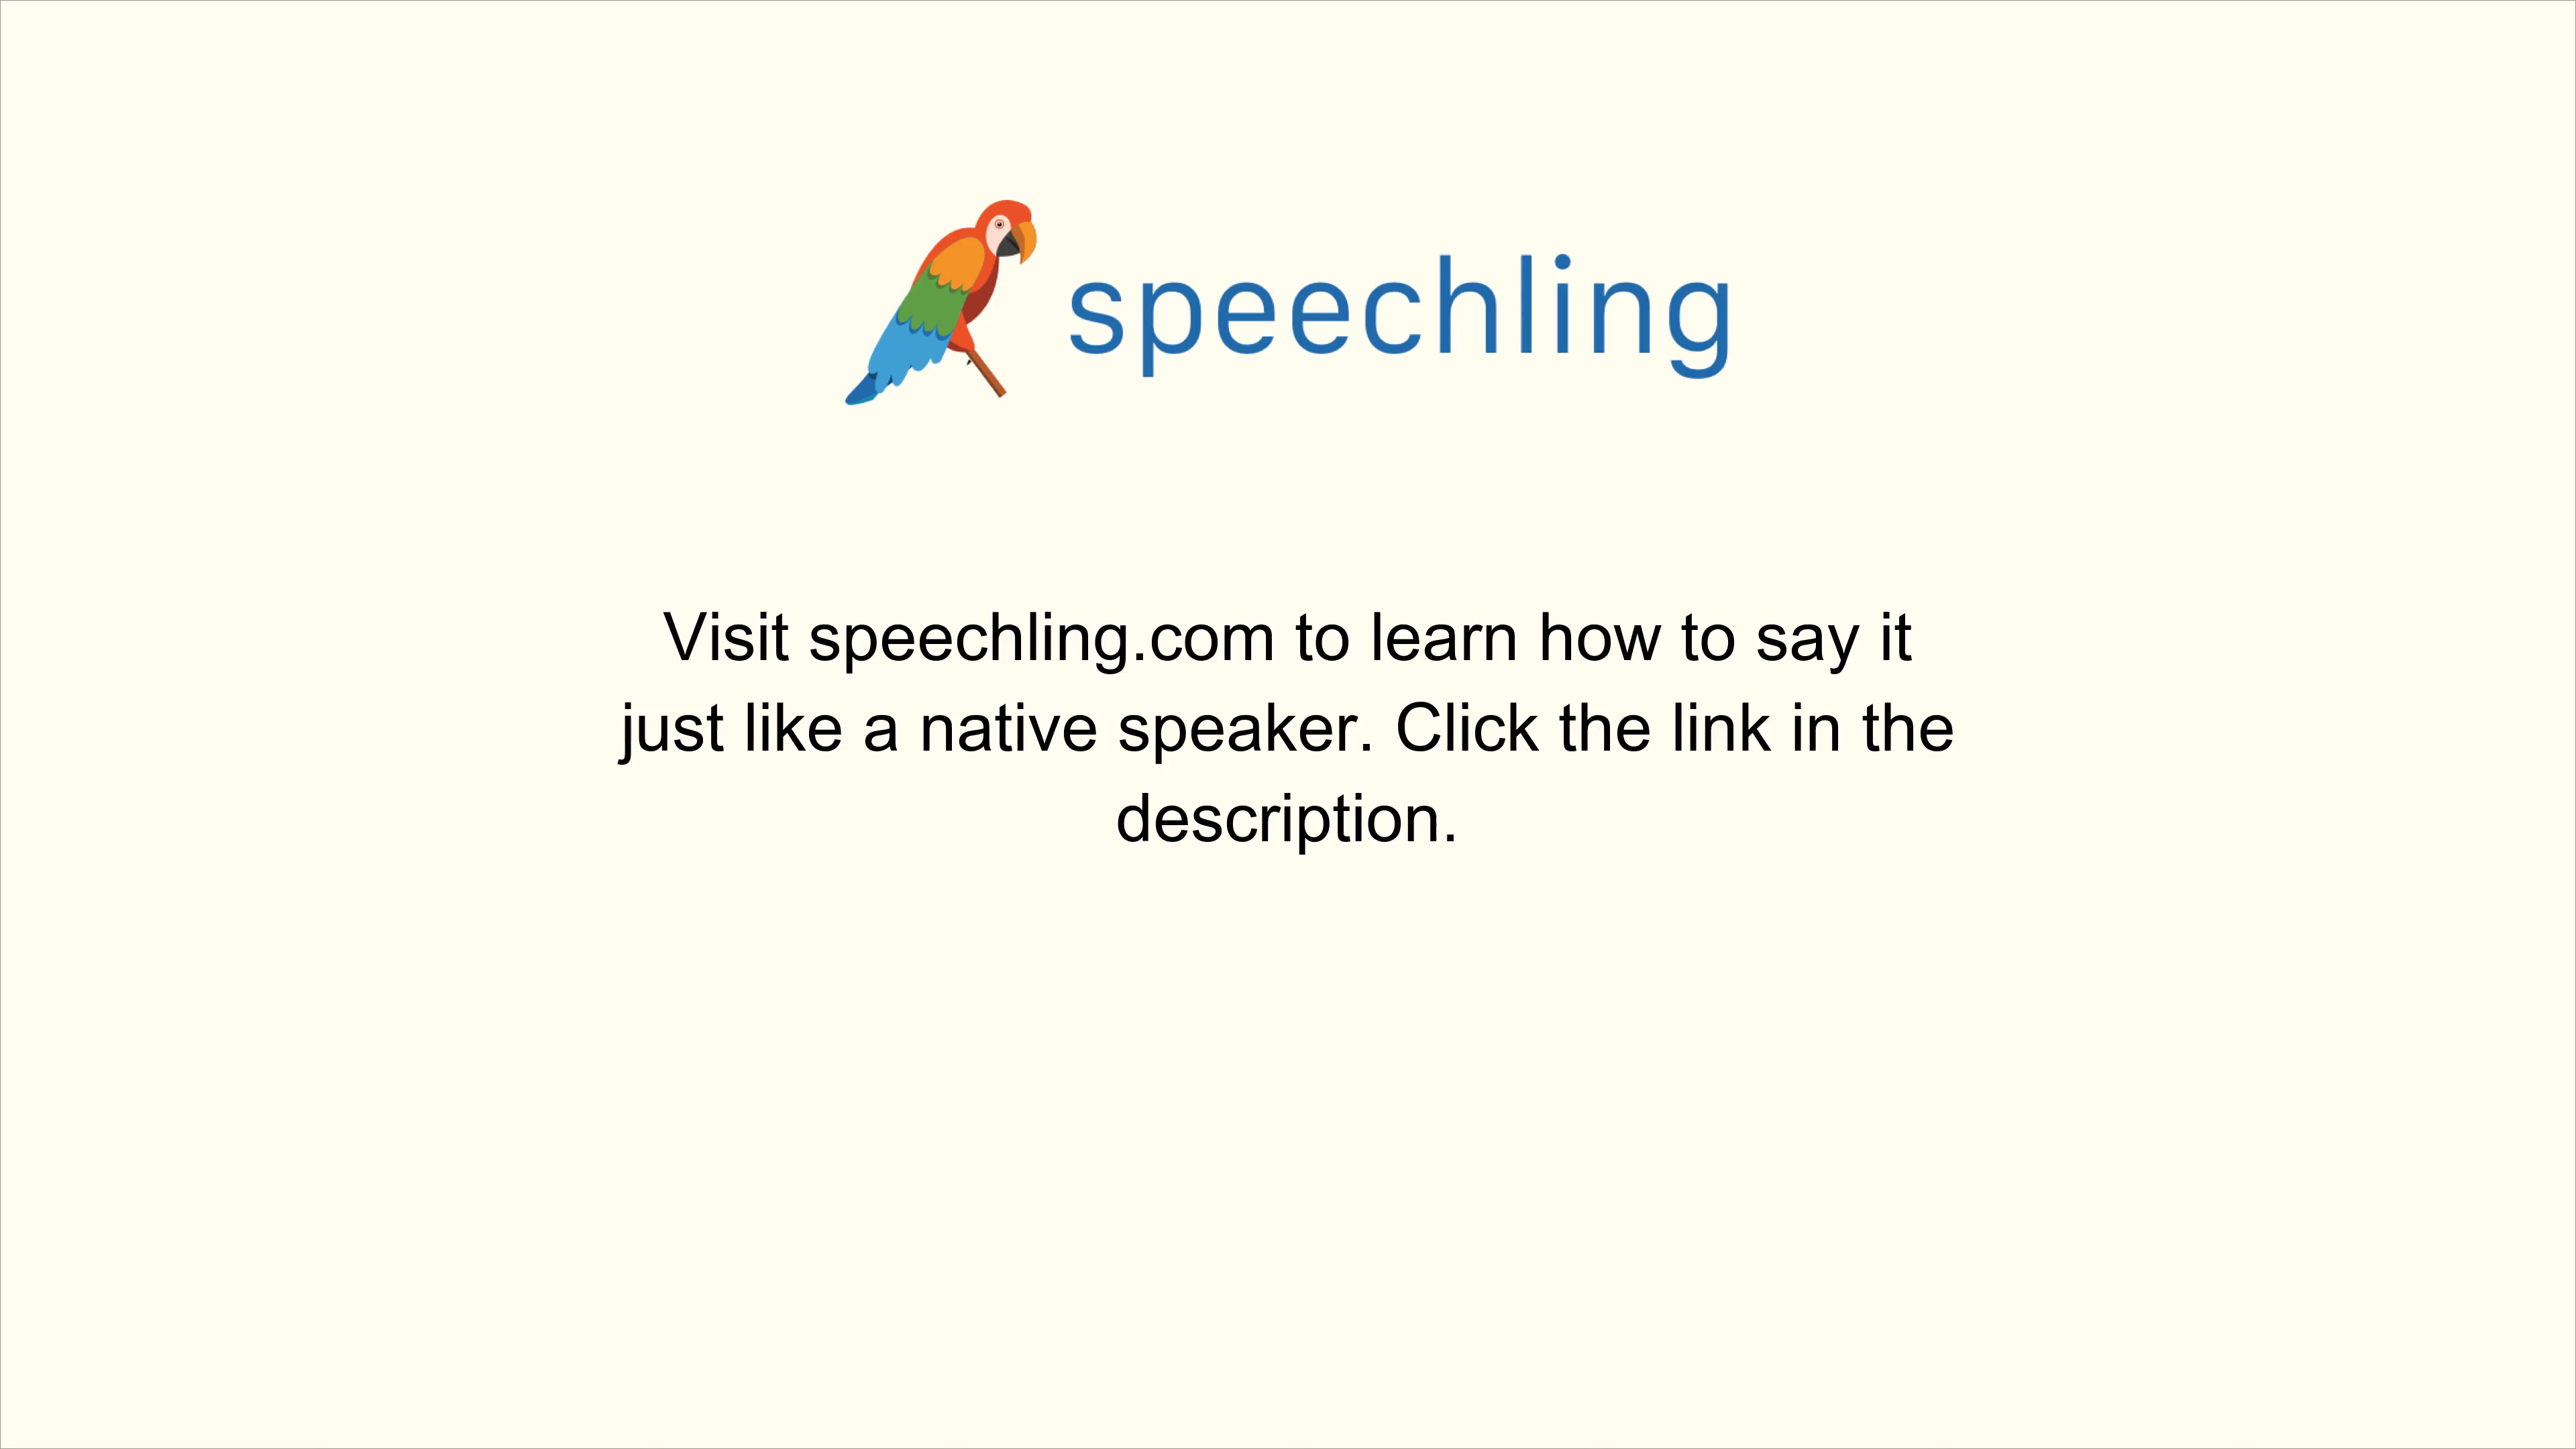 speechling
Visit speechling.com to learn how to say it
just like a native speaker. Click the link in the
description.